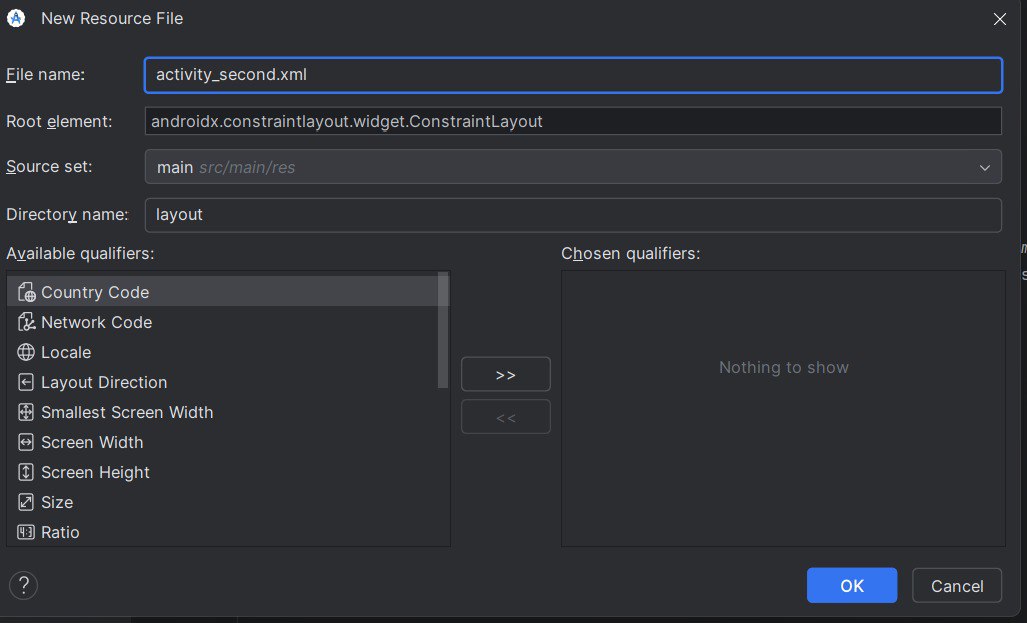 New Resource File
File name: activity_second.xml
Root element: androidx.constraintlayout.widget.ConstraintLayout
Source set: main src/main/res
Directory name: layout
Available qualifiers: Chosen qualifiers:
Country Code
Network Code
Locale
Layout Direction
Smallest Screen Width
Screen Width
Screen Height
Size
Ratio
>>
<<
Nothing to show
?
OK Cancel